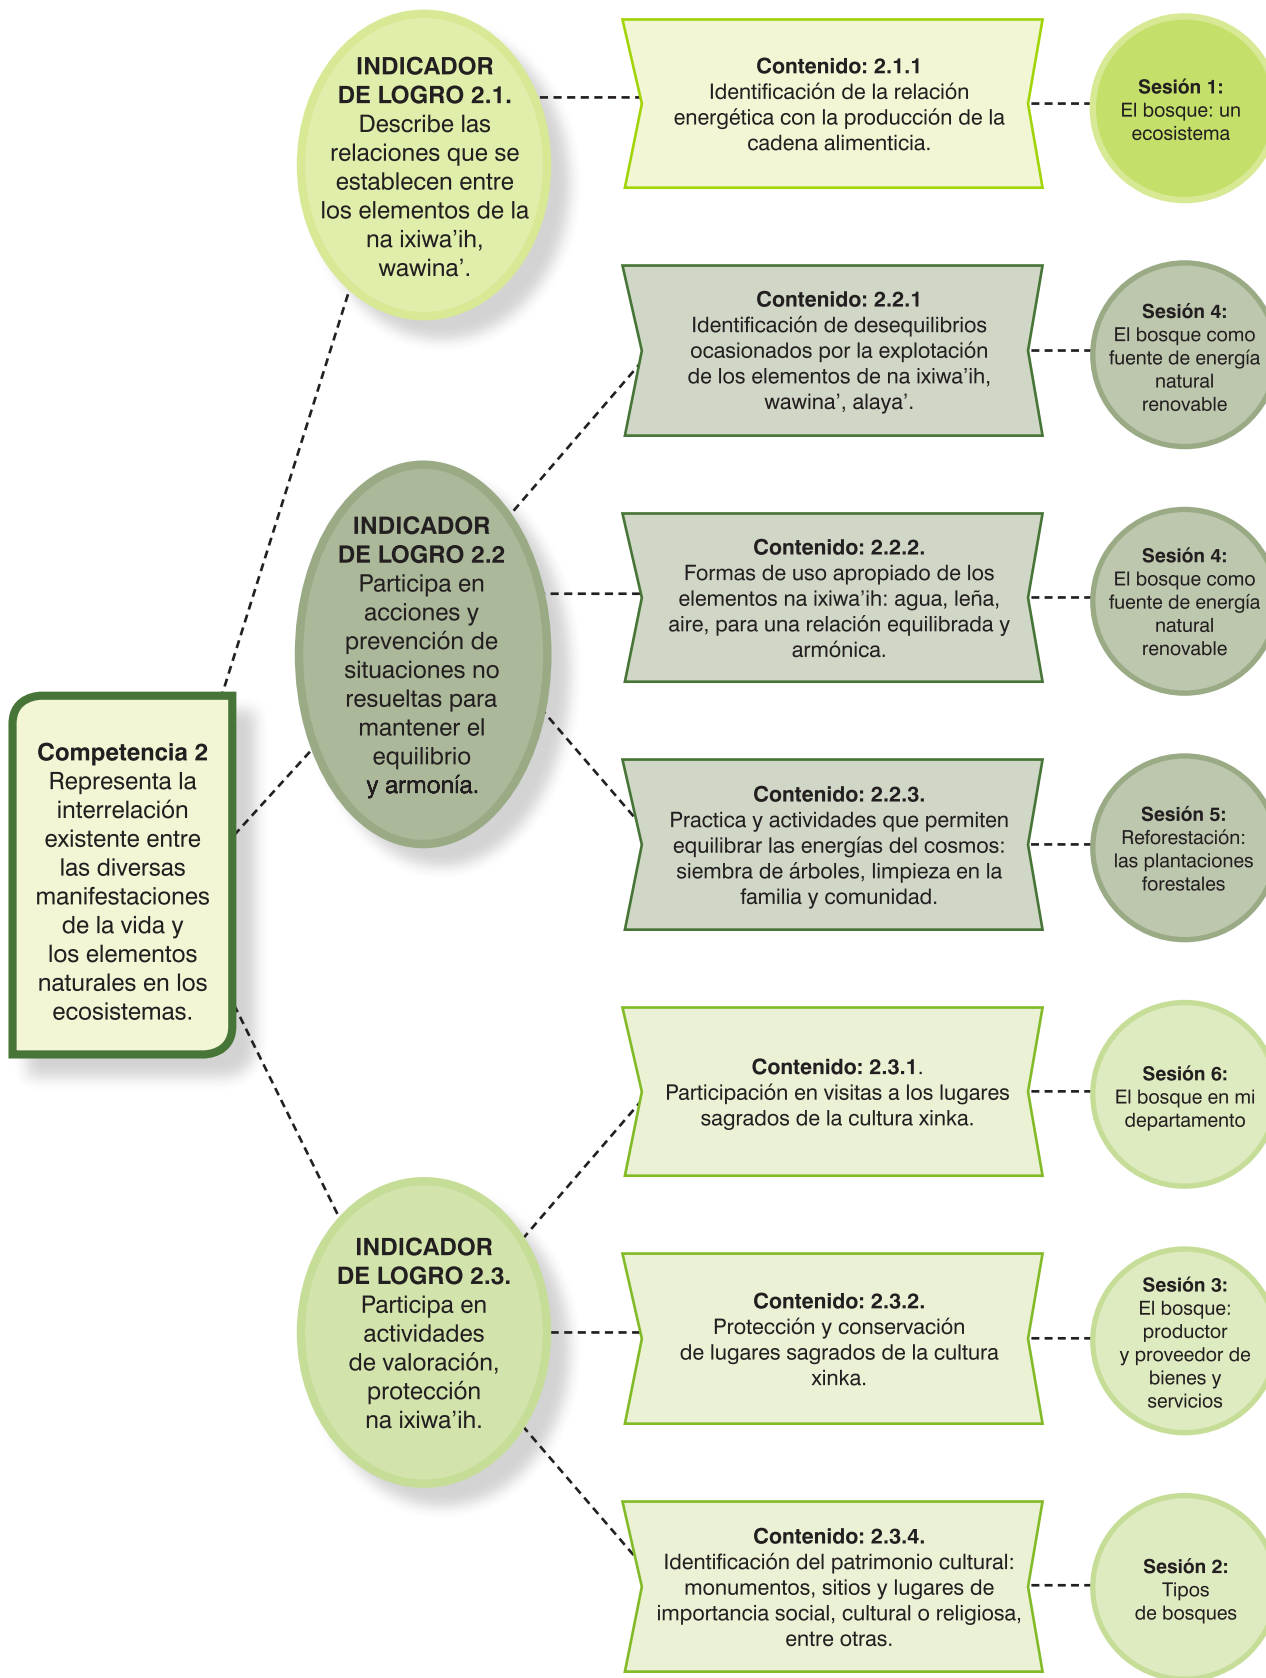 Competencia 2
Representa la
interrelación
existente entre
las diversas
manifestaciones
de la vida y
los elementos
naturales en los
ecosistemas.
INDICADOR
DE LOGRO 2.1.
Describe las
relaciones que se
establecen entre
los elementos de la
na ixiwa'ih,
wawina'.
Contenido: 2.1.1
Identificación de la relación
energética con la producción de la
cadena alimenticia.
Sesión 1:
El bosque: un
ecosistema
INDICADOR
DE LOGRO 2.2
Participa en
acciones y
prevención de
situaciones no
resueltas para
mantener el
equilibrio
y armonía.
Contenido: 2.2.1
Identificación de desequilibrios
ocasionados por la explotación
de los elementos de na ixiwa'ih,
wawina', alaya'.
Sesión 4:
El bosque como
fuente de energía
natural
renovable
Contenido: 2.2.2.
Formas de uso apropiado de los
elementos na ixiwa'ih: agua, leña,
aire, para una relación equilibrada y
armónica.
Sesión 4:
El bosque como
fuente de energía
natural
renovable
Contenido: 2.2.3.
Practica y actividades que permiten
equilibrar las energías del cosmos:
siembra de árboles, limpieza en la
familia y comunidad.
Sesión 5:
Reforestación:
las plantaciones
forestales
INDICADOR
DE LOGRO 2.3.
Participa en
actividades
de valoración,
protección
na ixiwa'ih.
Contenido: 2.3.1.
Participación en visitas a los lugares
sagrados de la cultura xinka.
Sesión 6:
El bosque en mi
departamento
Contenido: 2.3.2.
Protección y conservación
de lugares sagrados de la cultura
xinka.
Sesión 3:
El bosque:
productor
y proveedor de
bienes y
servicios
Contenido: 2.3.4.
Identificación del patrimonio cultural:
monumentos, sitios y lugares de
importancia social, cultural o religiosa,
entre otras.
Sesión 2:
Tipos
de bosques